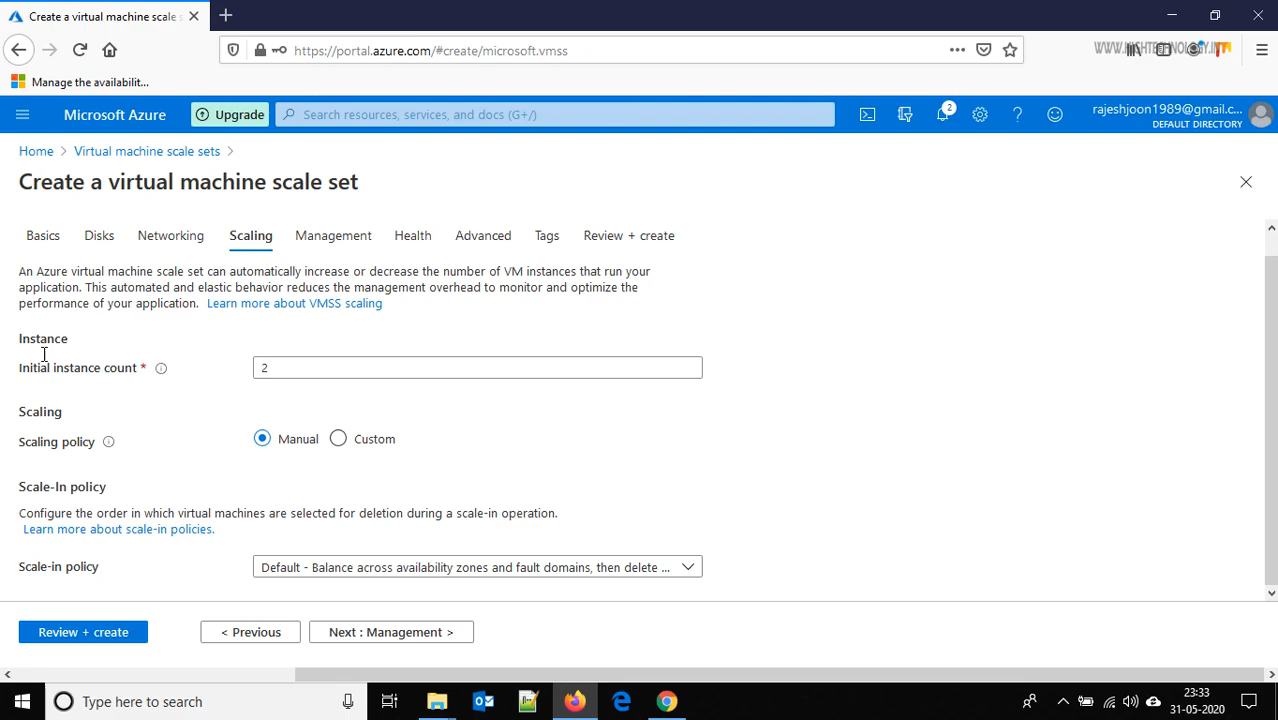 Create a virtual machine scale s
https://portal.azure.com/#create/microsoft.vmss
Manage the availabilit...
Microsoft Azure
Upgrade
Search resources, services, and docs (G+/)
2
rajeshjoon1989@gmail.c...
DEFAULT DIRECTORY
Home > Virtual machine scale sets >
Create a virtual machine scale set
Basics Disks Networking Scaling Management Health Advanced Tags Review + create
An Azure virtual machine scale set can automatically increase or decrease the number of VM instances that run your
application. This automated and elastic behavior reduces the management overhead to monitor and optimize the
performance of your application. Learn more about VMSS scaling
Instance
Initial instance count *
2
Scaling
Scaling policy
Manual
Custom
Scale-In policy
Configure the order in which virtual machines are selected for deletion during a scale-in operation.
Learn more about scale-in policies.
Scale-in policy
Default - Balance across availability zones and fault domains, then delete ...
Review + create
< Previous
Next : Management >
Type here to search
23:33
31-05-2020